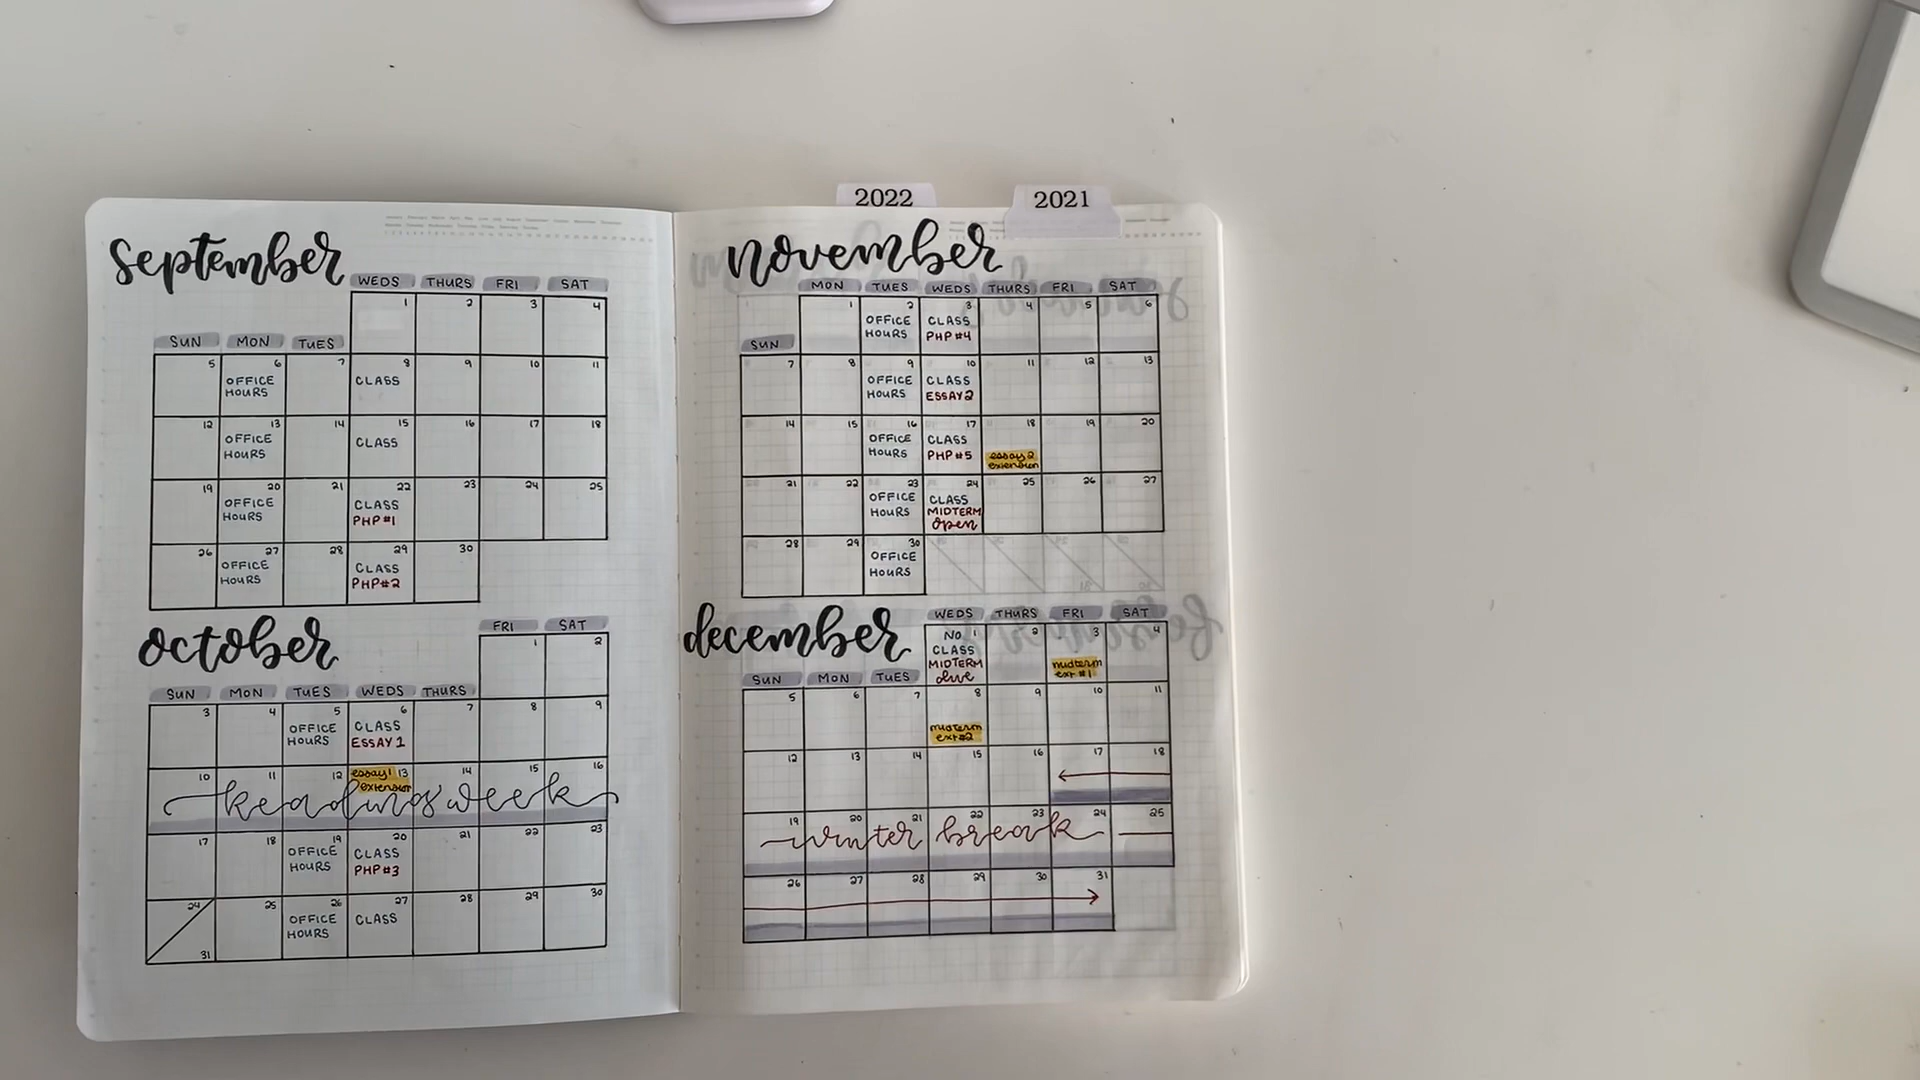 2022
2021
september
WEDS THURS FRI SAT
1 2 3 4
SUN MON TUES
5 6 7 8 9 10 11
OFFICE HOURS CLASS
12 13 14 15 16 17 18
OFFICE HOURS CLASS
19 20 21 22 23 24 25
OFFICE HOURS CLASS PHP#1
26 27 28 29 30
OFFICE HOURS CLASS PHP#2
october
FRI SAT
1 2
SUN MON TUES WEDS THURS
3 4 5 6 7 8 9
OFFICE HOURS CLASS ESSAY 1
10 11 12 13 14 15 16
essay 1 extension
reading week
17 18 19 20 21 22 23
OFFICE HOURS CLASS PHP#3
24 25 26 27 28 29 30
OFFICE HOURS CLASS
31
november
MON TUES WEDS THURS FRI SAT
1 2 3 4 5 6
OFFICE HOURS CLASS PHP#4
SUN
7 8 9 10 11 12 13
OFFICE HOURS CLASS ESSAY 2
14 15 16 17 18 19 20
OFFICE HOURS CLASS PHP#5 essay 2 extension
21 22 23 24 25 26 27
OFFICE HOURS CLASS MIDTERM open
28 29 30
OFFICE HOURS
december
WEDS THURS FRI SAT
1 2 3 4
NO CLASS MIDTERM due midterm ext #1
SUN MON TUES
5 6 7 8 9 10 11
midterm ext #2
12 13 14 15 16 17 18
19 20 21 22 23 24 25
winter break
26 27 28 29 30 31